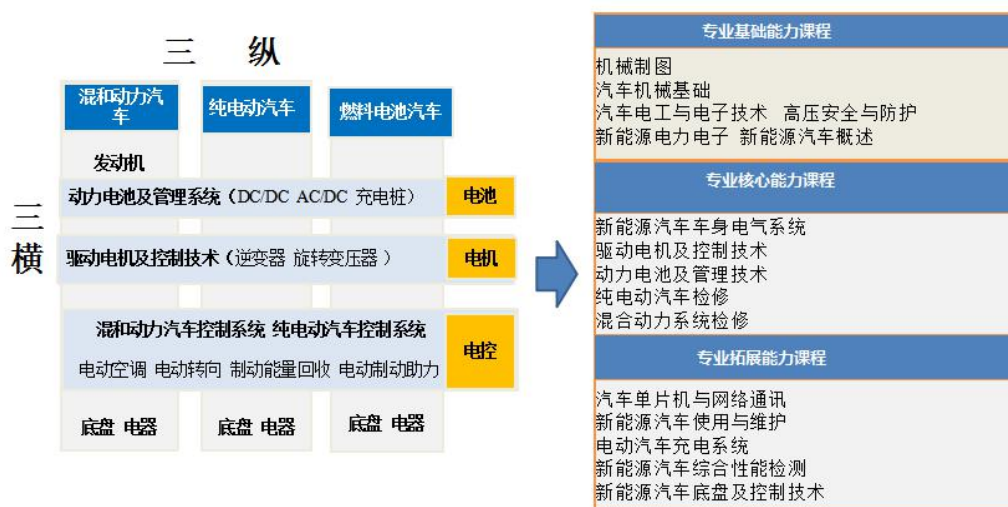 三 纵
混和动力汽
车
纯电动汽车
燃料电池汽车
发动机
三
横
动力电池及管理系统（DC/DC AC/DC 充电桩）
电池
驱动电机及控制技术（逆变器 旋转变压器 ）
电机
混和动力汽车控制系统 纯电动汽车控制系统
电动空调 电动转向 制动能量回收 电动制动助力
电控
底盘 电器
底盘 电器
底盘 电器
专业基础能力课程
机械制图
汽车机械基础
汽车电工与电子技术 高压安全与防护
新能源电力电子 新能源汽车概述
专业核心能力课程
新能源汽车车身电气系统
驱动电机及控制技术
动力电池及管理技术
纯电动汽车检修
混合动力系统检修
专业拓展能力课程
汽车单片机与网络通讯
新能源汽车使用与维护
电动汽车充电系统
新能源汽车综合性能检测
新能源汽车底盘及控制技术